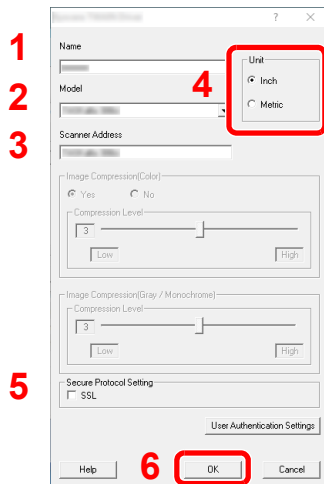 ? ×
1
Name
4
Unit
Inch
Metric
2
Model
3
Scanner Address
Image Compression(Color)
Yes No
Compression Level
3
Low High
Image Compression(Gray / Monochrome)
Compression Level
3
Low High
5
Secure Protocol Setting
SSL
User Authentication Settings
Help 6 OK Cancel